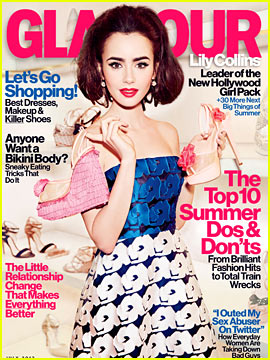 GLAMOUR
Let's Go
Shopping!
Best Dresses,
Makeup &
Killer Shoes
Anyone
Want a
Bikini Body?
Sneaky Eating
Tricks That
Do It
The Little
Relationship
Change
That Makes
Everything
Better
Lily Collins
Leader of the
New Hollywood
Girl Pack
+30 More Next
Big Things of
Summer
The
Top 10
Summer
Dos &
Don'ts
From Brilliant
Fashion Hits
to Total Train
Wrecks
"I Outed My
Sex Abuser
On Twitter"
How Everyday
Women Are
Taking Down
Bad Guys